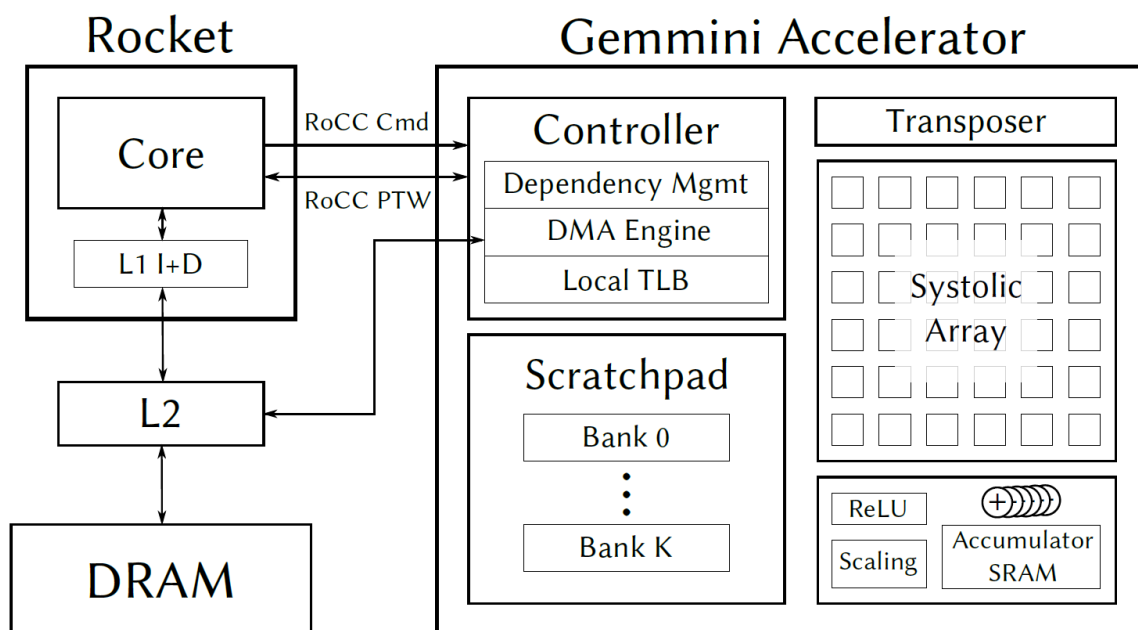 Rocket
Gemmini Accelerator
Core
L1 I+D
L2
DRAM
RoCC Cmd
RoCC PTW
Controller
Dependency Mgmt
DMA Engine
Local TLB
Scratchpad
Bank 0
Bank K
Transposer
Systolic
Array
ReLU
Scaling
+
Accumulator
SRAM